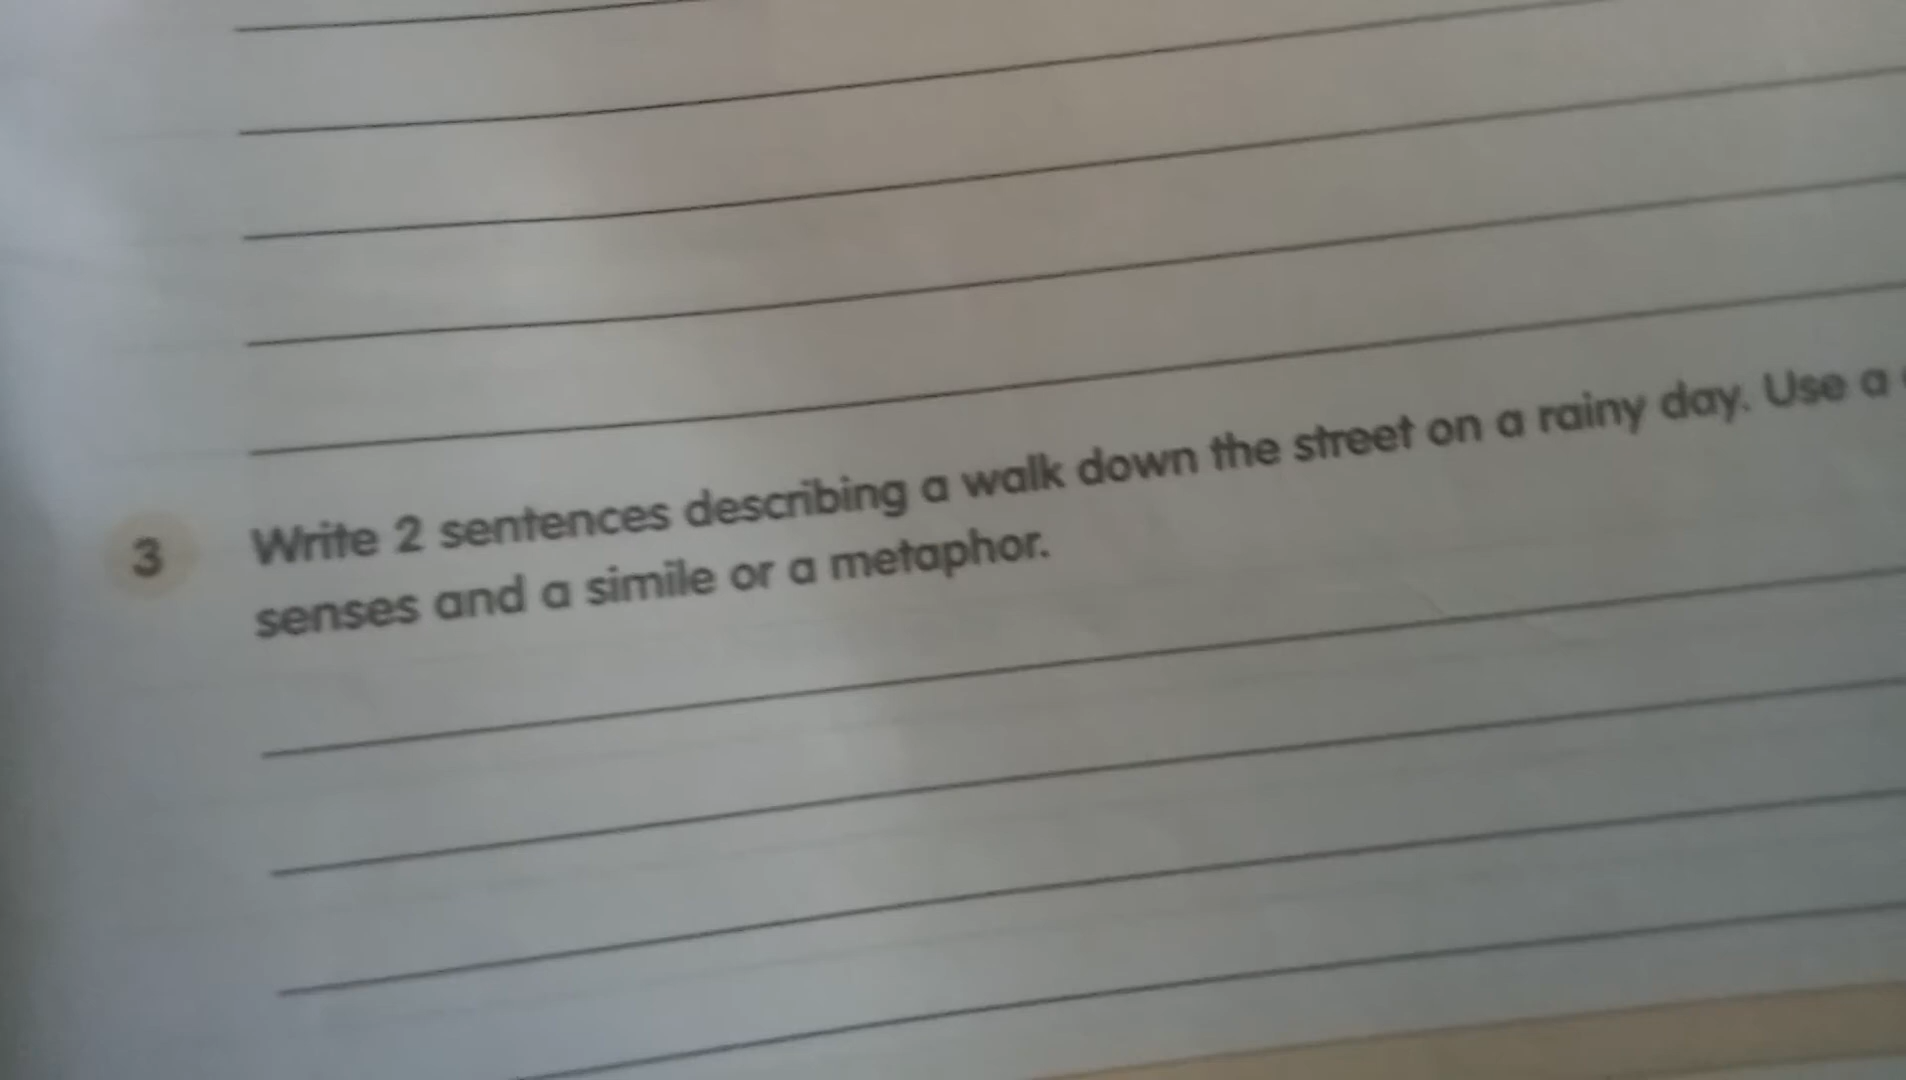 3 Write 2 sentences describing a walk down the street on a rainy day. Use a
senses and a simile or a metaphor.